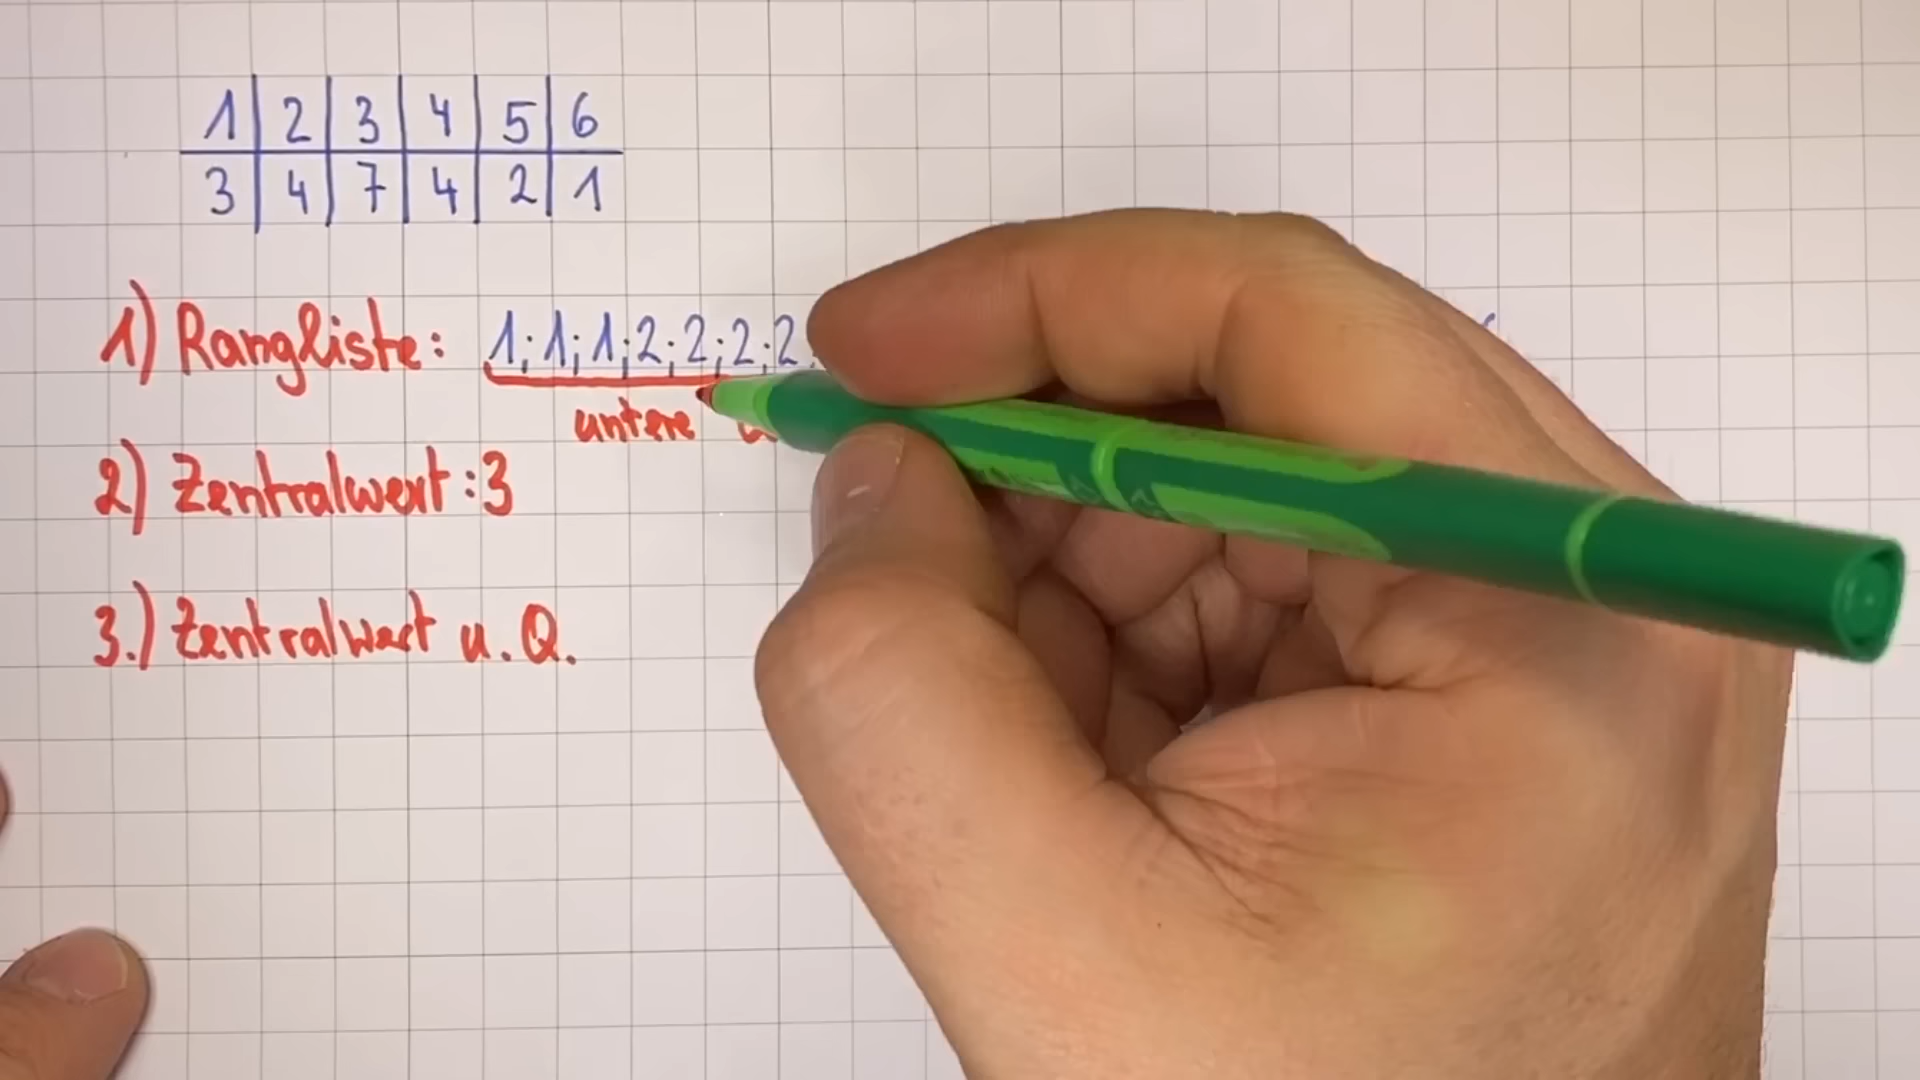 1 2 3 4 5 6
3 4 7 4 2 1
1) Rangliste: 1; 1; 1; 2; 2; 2; 2
untere
2) Zentralwert: 3
3.) Zentralwert u. Q.